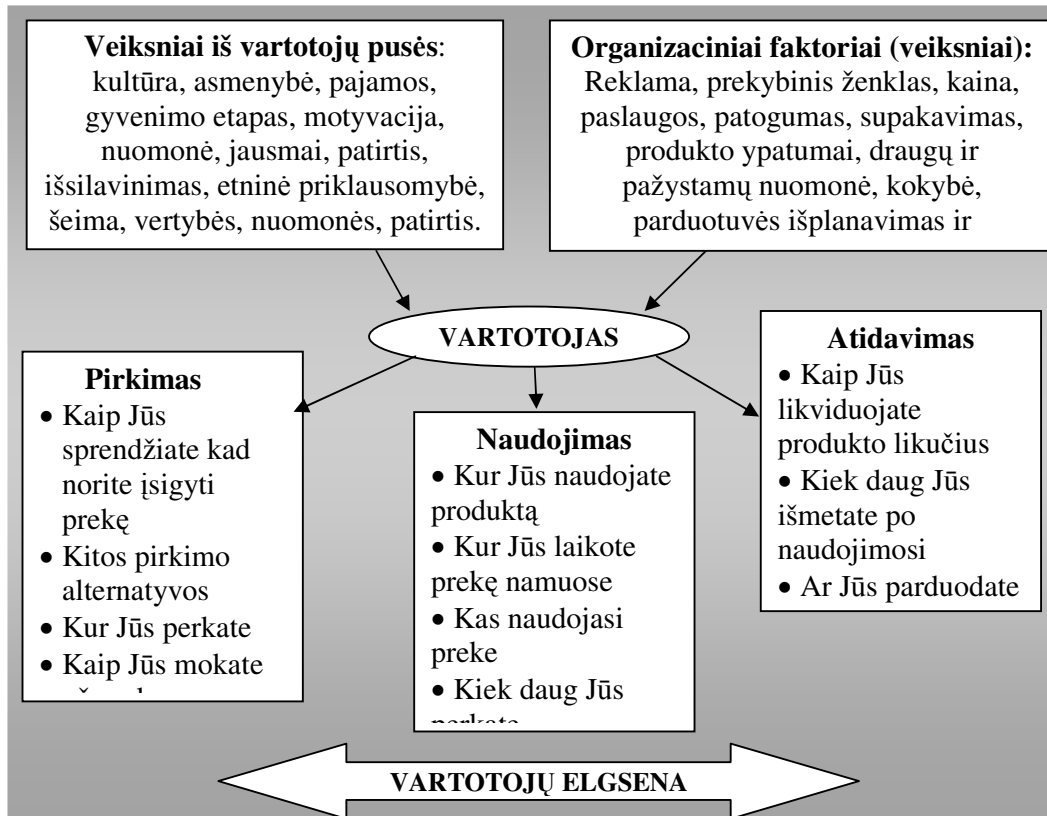 Veiksniai iš vartotojų pusės:
kultūra, asmenybė, pajamos,
gyvenimo etapas, motyvacija,
nuomonė, jausmai, patirtis,
išsilavinimas, etninė priklausomybė,
šeima, vertybės, nuomonės, patirtis.
Organizaciniai faktoriai (veiksniai):
Reklama, prekybinis ženklas, kaina,
paslaugos, patogumas, supakavimas,
produkto ypatumai, draugų ir
pažystamų nuomonė, kokybė,
parduotuvės išplanavimas ir
VARTOTOJAS
Pirkimas
• Kaip Jūs
sprendžiate kad
norite įsigyti
prekę
• Kitos pirkimo
alternatyvos
• Kur Jūs perkate
• Kaip Jūs mokate
Naudojimas
• Kur Jūs naudojate
produktą
• Kur Jūs laikote
prekę namuose
• Kas naudojasi
preke
• Kiek daug Jūs
Atidavimas
• Kaip Jūs
likviduojate
produkto likučius
• Kiek daug Jūs
išmetate po
naudojimosi
• Ar Jūs parduodate
VARTOTOJŲ ELGSENA